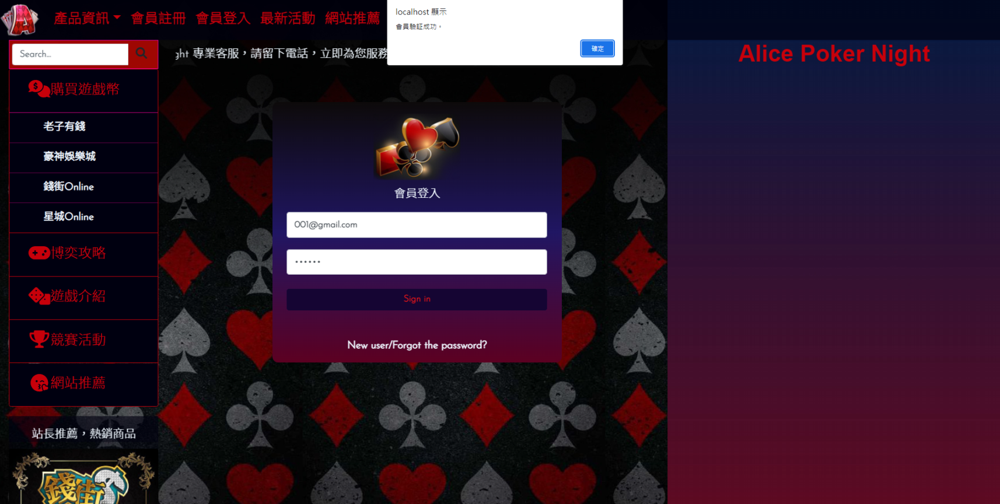 產品資訊 會員註冊 會員登入 最新活動 網站推薦
localhost 顯示
會員驗証成功。
確定
Search...
ght 專業客服，請留下電話，立即為您服務
Alice Poker Night
購買遊戲幣
老子有錢
豪神娛樂城
錢街Online
星城Online
博奕攻略
遊戲介紹
競賽活動
網站推薦
會員登入
001@gmail.com
••••••
Sign in
New user/Forgot the password?
站長推薦，熱銷商品
錢街